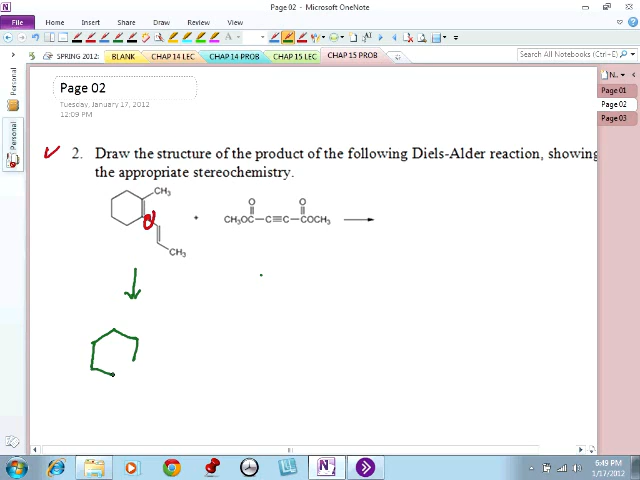 Page 02 - Microsoft OneNote
File Home Insert Draw Review View
SPRING 2012: BLANK CHAP 14 LEC CHAP 14 PROB CHAP 15 LEC CHAP 15 PROB Search All Notebooks (Ctrl+E)
Personal
Personal
Page 02
Tuesday, January 17, 2012
12:09 PM
N..
Page 01
Page 02
Page 03
2. Draw the structure of the product of the following Diels-Alder reaction, showing
the appropriate stereochemistry.
CH₃
+
O O
CH₃OC-C≡C-COCH₃
CH₃
6:49 PM
1/17/2012